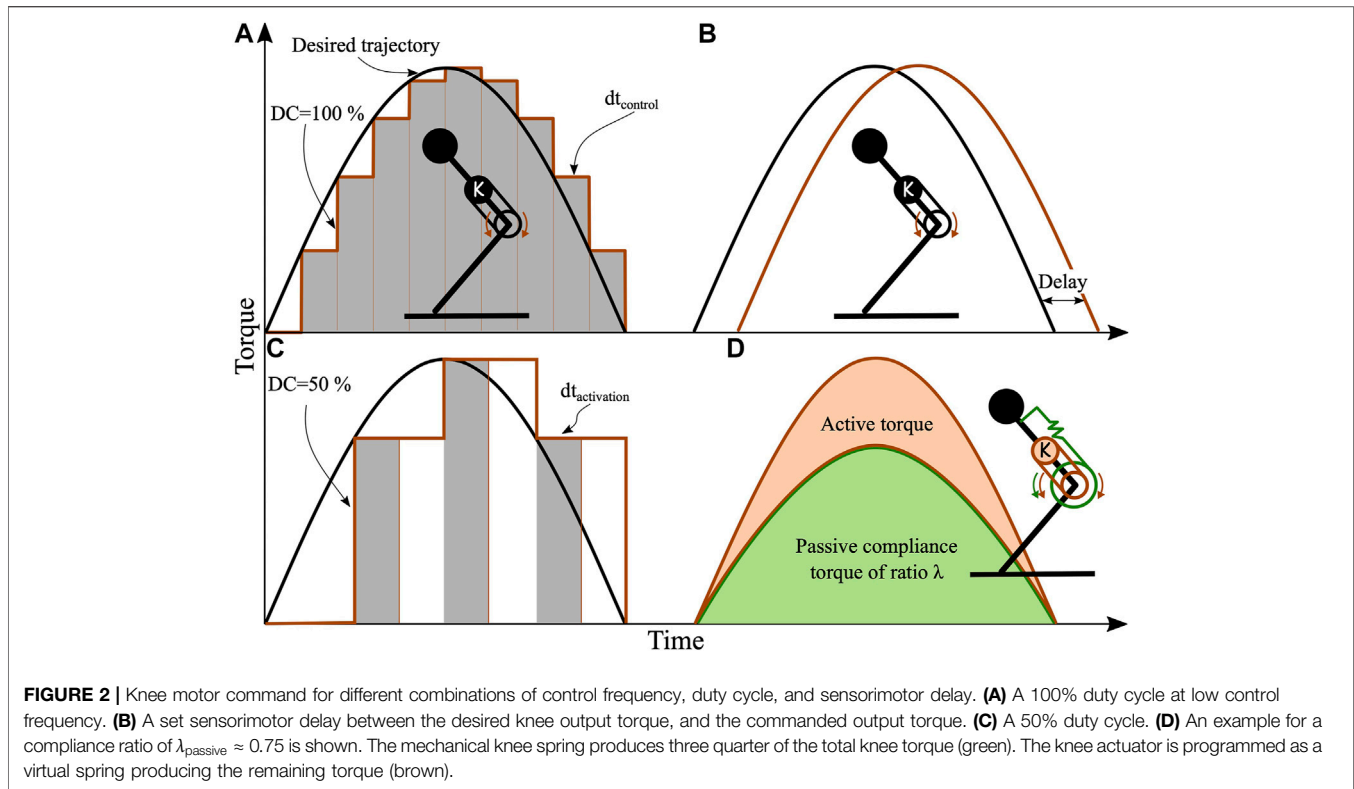 A
Desired trajectory
DC=100 %
dtcontrol
K
B
K
Delay
Torque
C
DC=50 %
dtactivation
D
Active torque
K
Passive compliance
torque of ratio λ
Time
FIGURE 2 | Knee motor command for different combinations of control frequency, duty cycle, and sensorimotor delay. (A) A 100% duty cycle at low control
frequency. (B) A set sensorimotor delay between the desired knee output torque, and the commanded output torque. (C) A 50% duty cycle. (D) An example for a
compliance ratio of λpassive ≈ 0.75 is shown. The mechanical knee spring produces three quarter of the total knee torque (green). The knee actuator is programmed as a
virtual spring producing the remaining torque (brown).